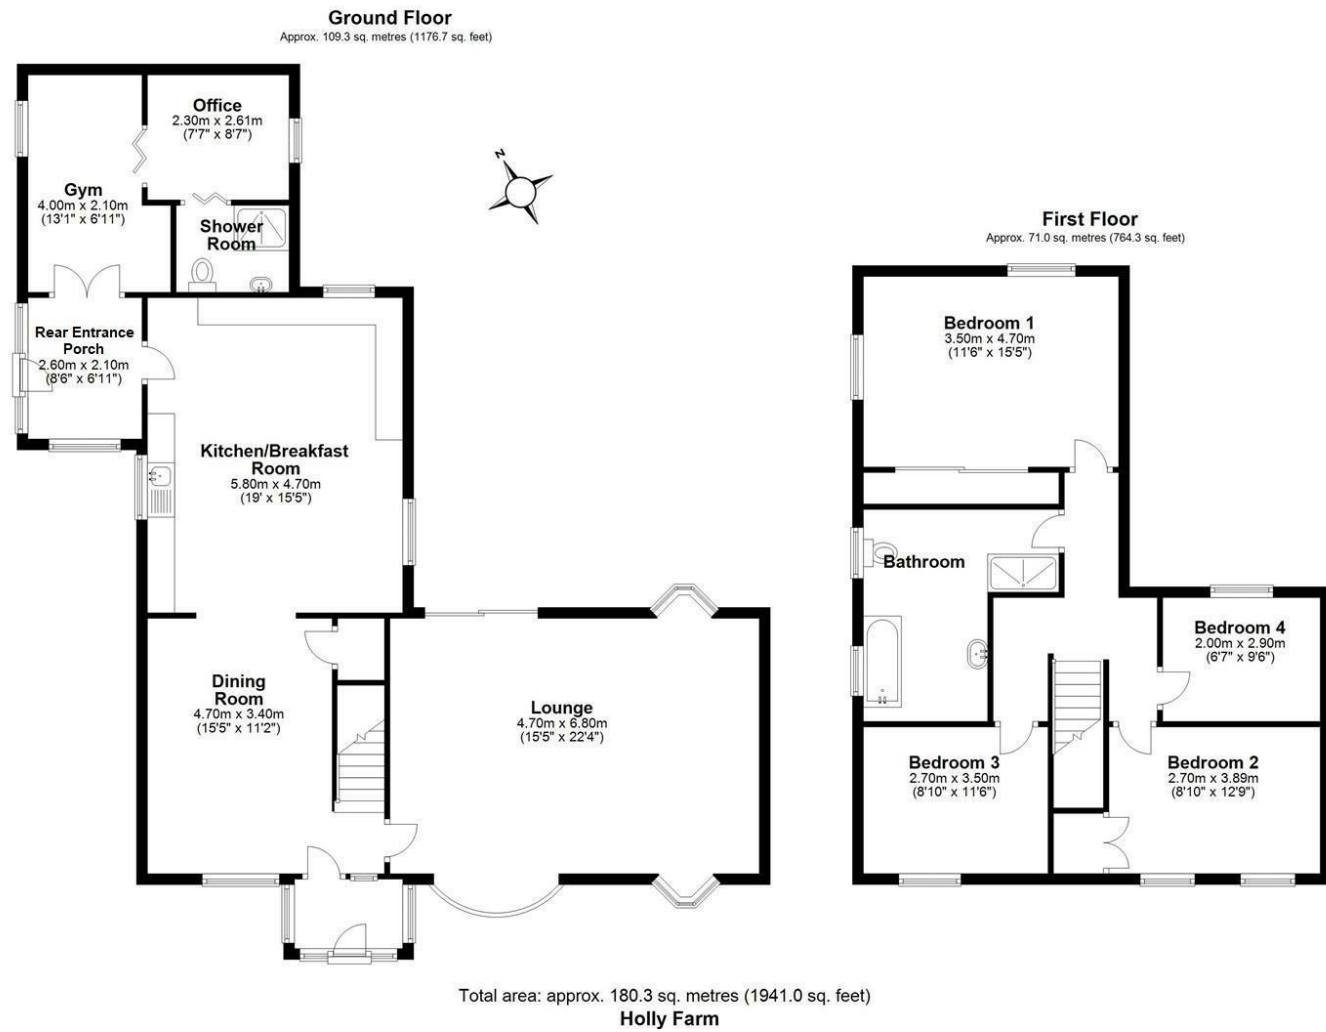 Ground Floor
Approx. 109.3 sq. metres (1176.7 sq. feet)
Office
2.30m x 2.61m
(7'7" x 8'7")
Gym
4.00m x 2.10m
(13'1" x 6'11")
Shower
Room
Rear Entrance
Porch
2.60m x 2.10m
(8'6" x 6'11")
Kitchen/Breakfast
Room
5.80m x 4.70m
(19' x 15'5")
Dining
Room
4.70m x 3.40m
(15'5" x 11'2")
Lounge
4.70m x 6.80m
(15'5" x 22'4")
N
First Floor
Approx. 71.0 sq. metres (764.3 sq. feet)
Bedroom 1
3.50m x 4.70m
(11'6" x 15'5")
Bathroom
Bedroom 4
2.00m x 2.90m
(6'7" x 9'6")
Bedroom 3
2.70m x 3.50m
(8'10" x 11'6")
Bedroom 2
2.70m x 3.89m
(8'10" x 12'9")
Total area: approx. 180.3 sq. metres (1941.0 sq. feet)
Holly Farm